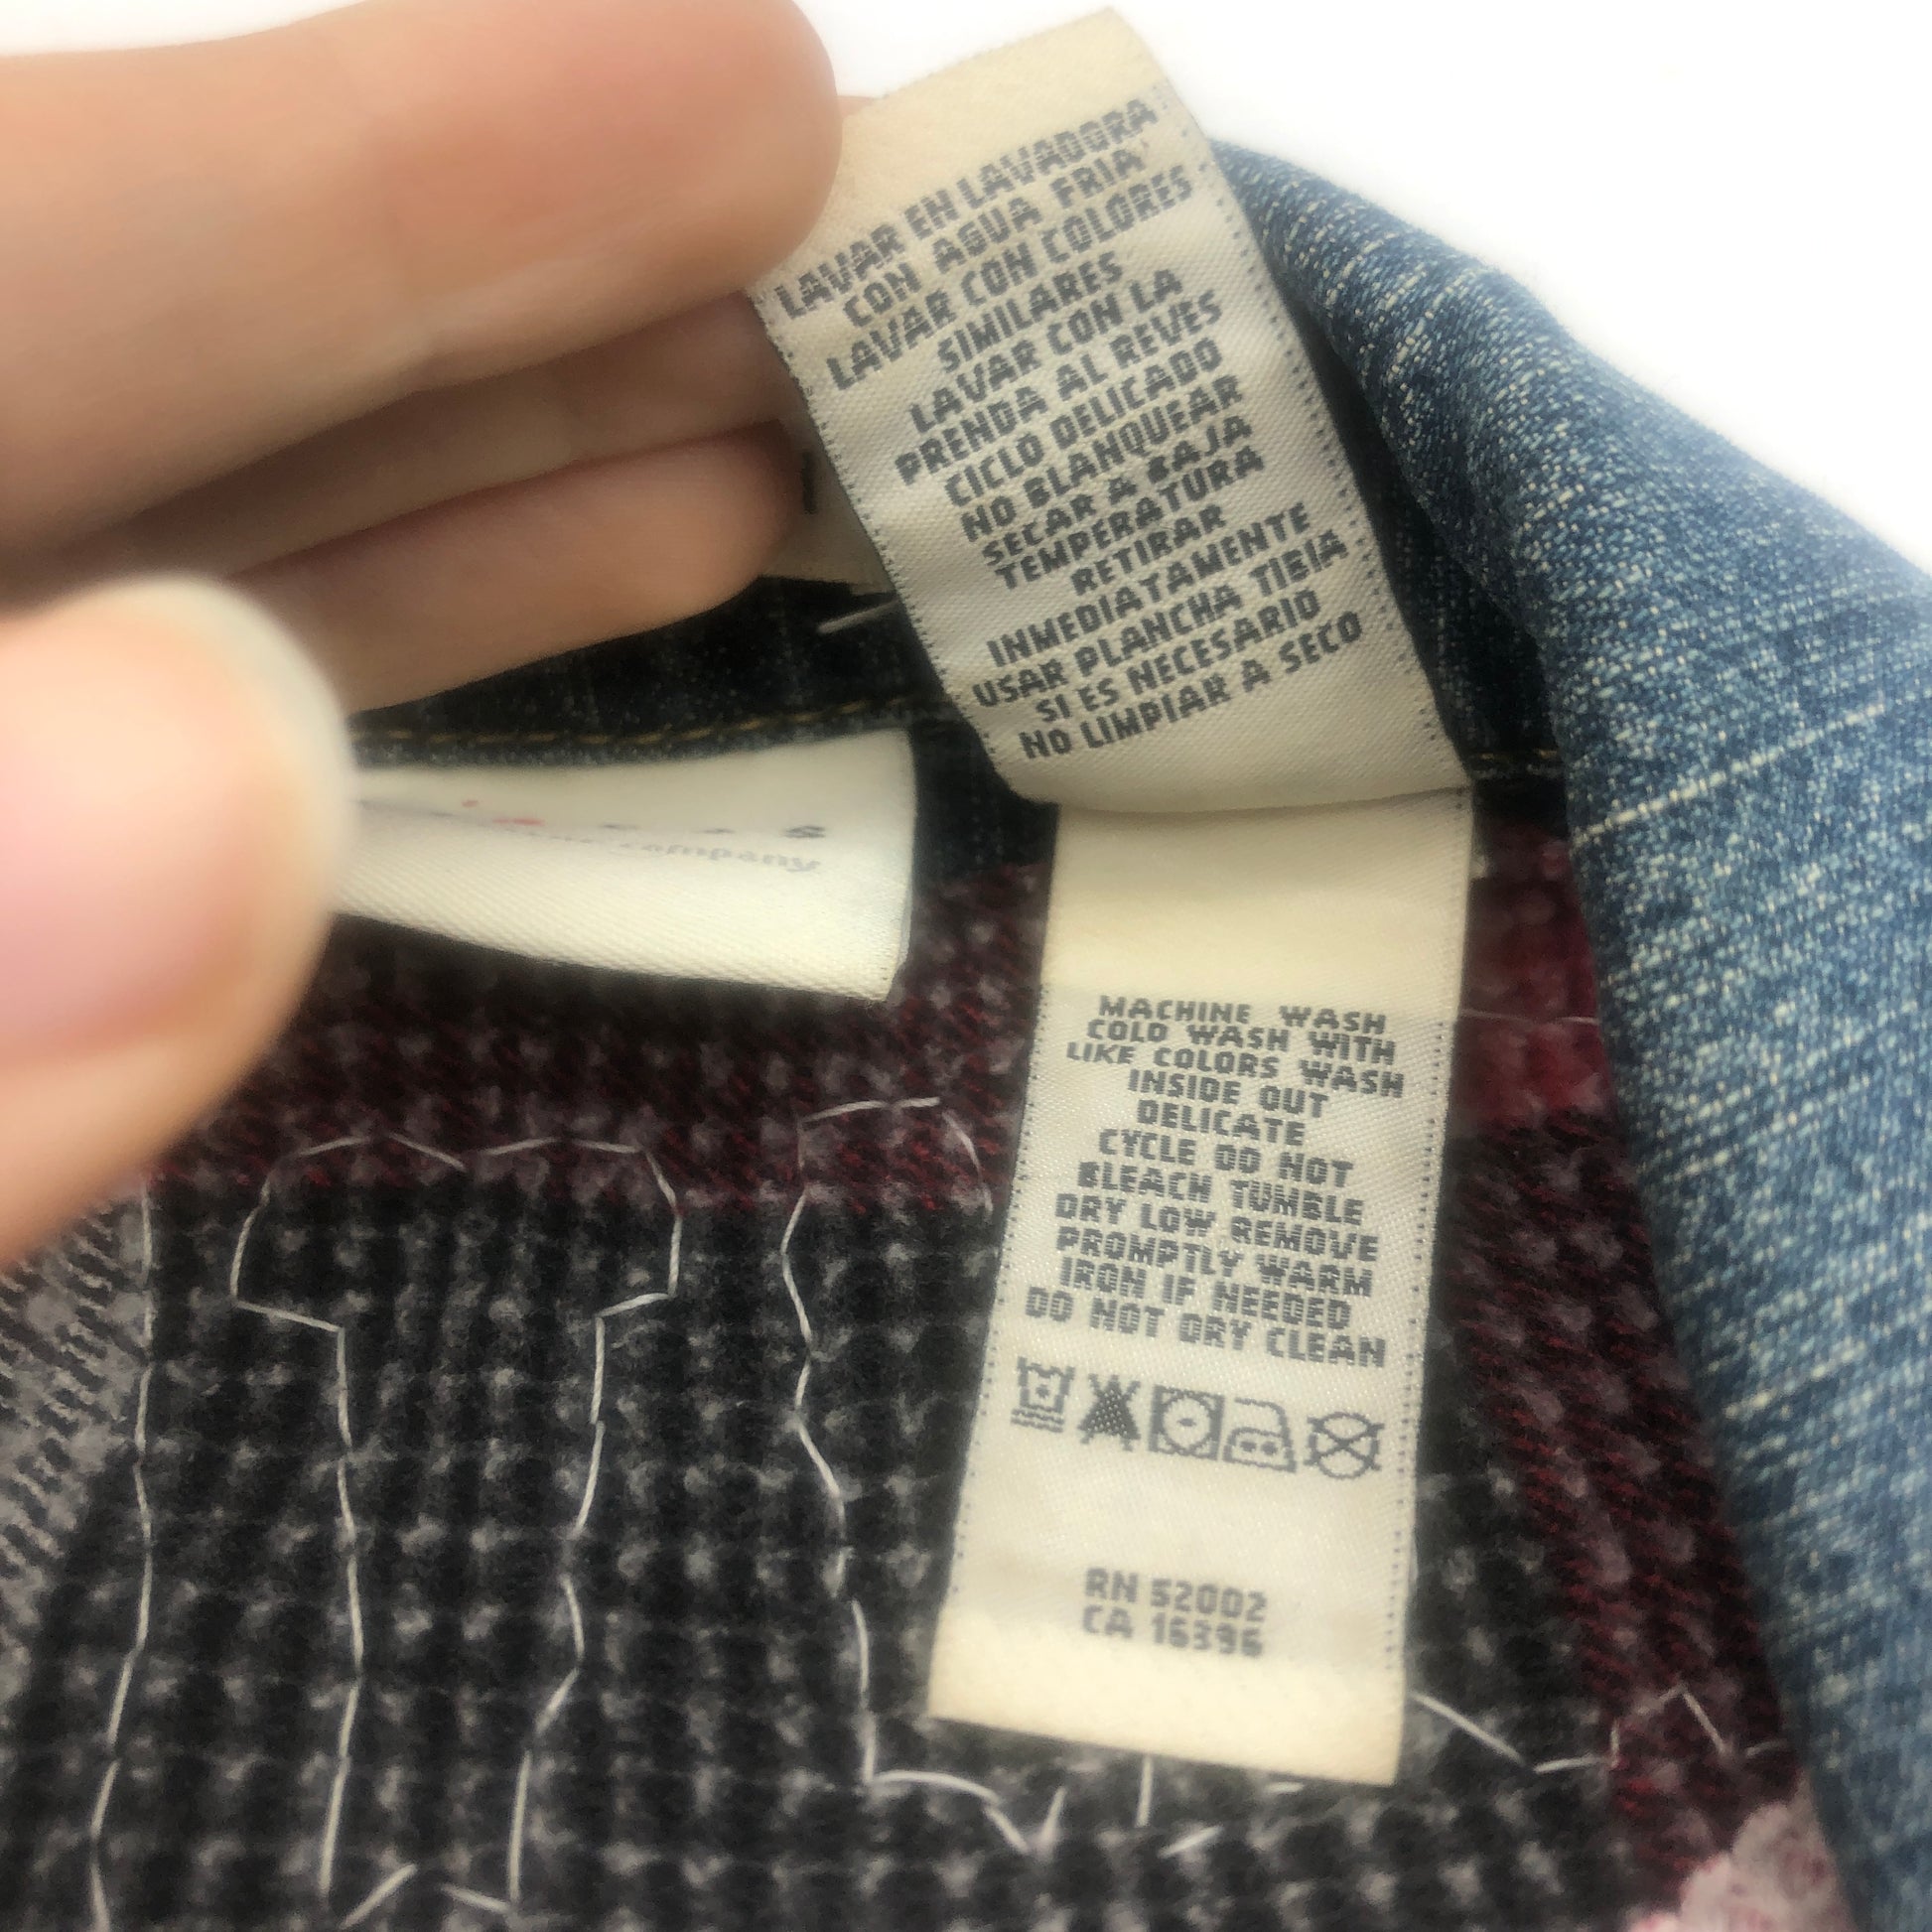 LAVAR EN LAVADORA
CON AGUA FRIA
LAVAR CON COLORES
SIMILARES
LAVAR CON LA
PRENDA AL REVES
CICLO DELICADO
NO BLANQUEAR
SECAR A BAJA
TEMPERATURA
RETIRAR
INMEDIATAMENTE
USAR PLANCHA TIBIA
SI ES NECESARIO
NO LIMPIAR A SECO
company
MACHINE WASH
COLD WASH WITH
LIKE COLORS WASH
INSIDE OUT
DELICATE
CYCLE DO NOT
BLEACH TUMBLE
DRY LOW REMOVE
PROMPTLY WARM
IRON IF NEEDED
DO NOT DRY CLEAN
RN 52002
CA 16396